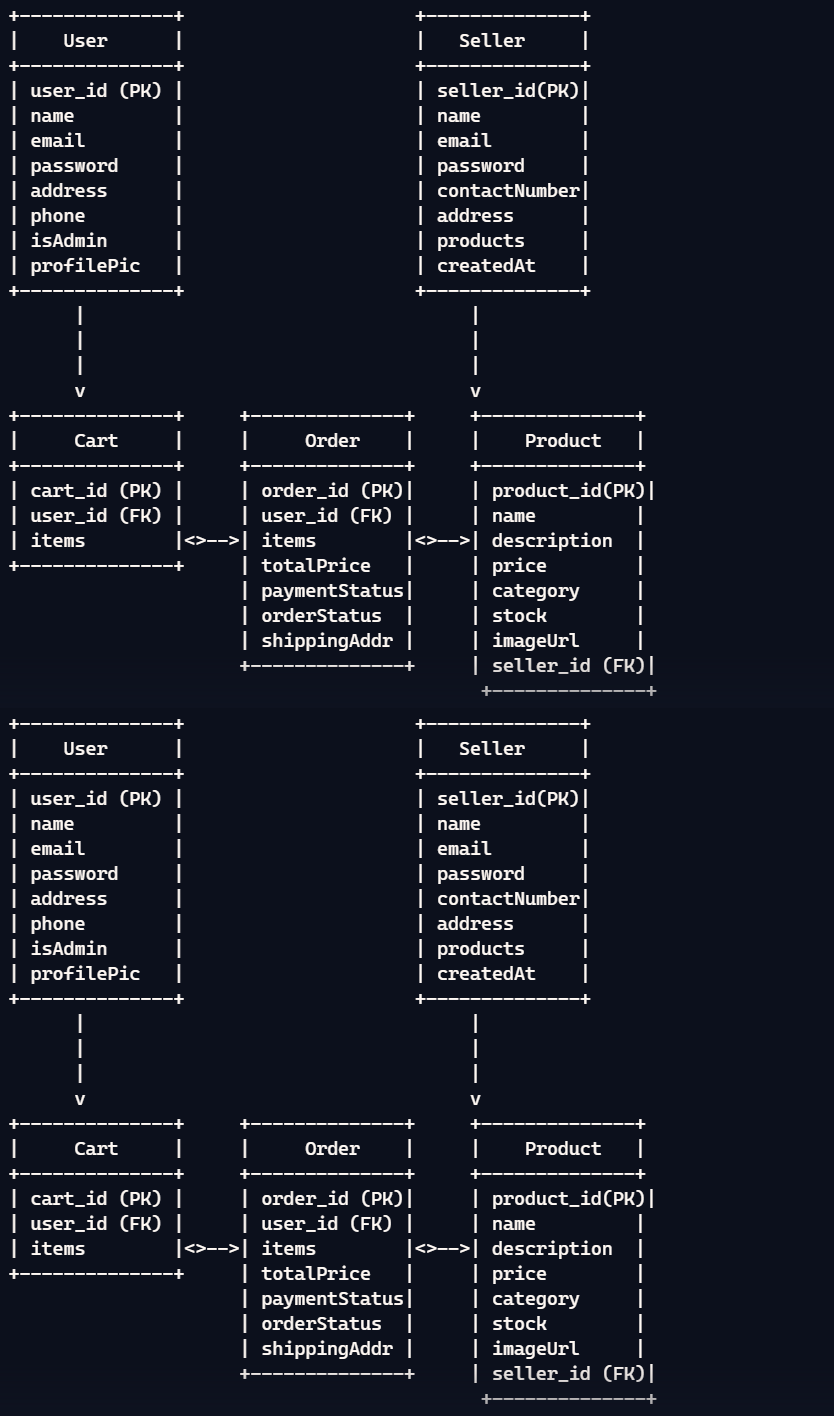 +--------------+                     +--------------+
|    User      |                     |   Seller     |
+--------------+                     +--------------+
| user_id (PK) |                     | seller_id(PK)|
| name         |                     | name         |
| email        |                     | email        |
| password     |                     | password     |
| address      |                     | contactNumber|
| phone        |                     | address      |
| isAdmin      |                     | products     |
| profilePic   |                     | createdAt    |
+--------------+                     +--------------+
      |                                   |
      |                                   |
      |                                   |
      v                                   v
+--------------+     +--------------+     +--------------+
|     Cart     |     |     Order    |     |    Product   |
+--------------+     +--------------+     +--------------+
| cart_id (PK) |     | order_id (PK)|     | product_id(PK)|
| user_id (FK) |     | user_id (FK) |     | name         |
| items        |<>-->| items        |<>-->| description  |
+--------------+     | totalPrice   |     | price        |
                     | paymentStatus|     | category     |
                     | orderStatus  |     | stock        |
                     | shippingAddr |     | imageUrl     |
                     +--------------+     | seller_id (FK)|
                                           +--------------+
+--------------+                     +--------------+
|    User      |                     |   Seller     |
+--------------+                     +--------------+
| user_id (PK) |                     | seller_id(PK)|
| name         |                     | name         |
| email        |                     | email        |
| password     |                     | password     |
| address      |                     | contactNumber|
| phone        |                     | address      |
| isAdmin      |                     | products     |
| profilePic   |                     | createdAt    |
+--------------+                     +--------------+
      |                                   |
      |                                   |
      |                                   |
      v                                   v
+--------------+     +--------------+     +--------------+
|     Cart     |     |     Order    |     |    Product   |
+--------------+     +--------------+     +--------------+
| cart_id (PK) |     | order_id (PK)|     | product_id(PK)|
| user_id (FK) |     | user_id (FK) |     | name         |
| items        |<>-->| items        |<>-->| description  |
+--------------+     | totalPrice   |     | price        |
                     | paymentStatus|     | category     |
                     | orderStatus  |     | stock        |
                     | shippingAddr |     | imageUrl     |
                     +--------------+     | seller_id (FK)|
                                           +--------------+